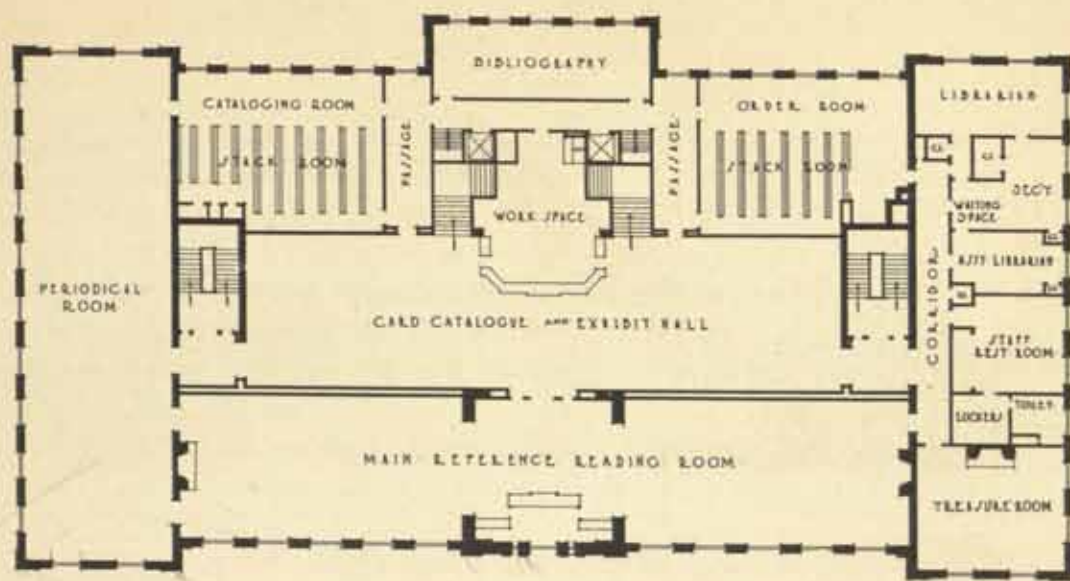 BIBLIOGRAPHY
CATALOGING ROOM
ORDER ROOM
LIBRARIAN
STACK ROOM
PASSAGE
PASSAGE
STACK ROOM
SEC'Y
WAITING
SPACE
WORK SPACE
ASST LIBRARIAN
PERIODICAL
ROOM
CARD CATALOGUE AND EXHIBIT HALL
CORRIDOR
STAFF
REST ROOM
LOCKERS
TOILET
MAIN REFERENCE READING ROOM
TREASURE ROOM